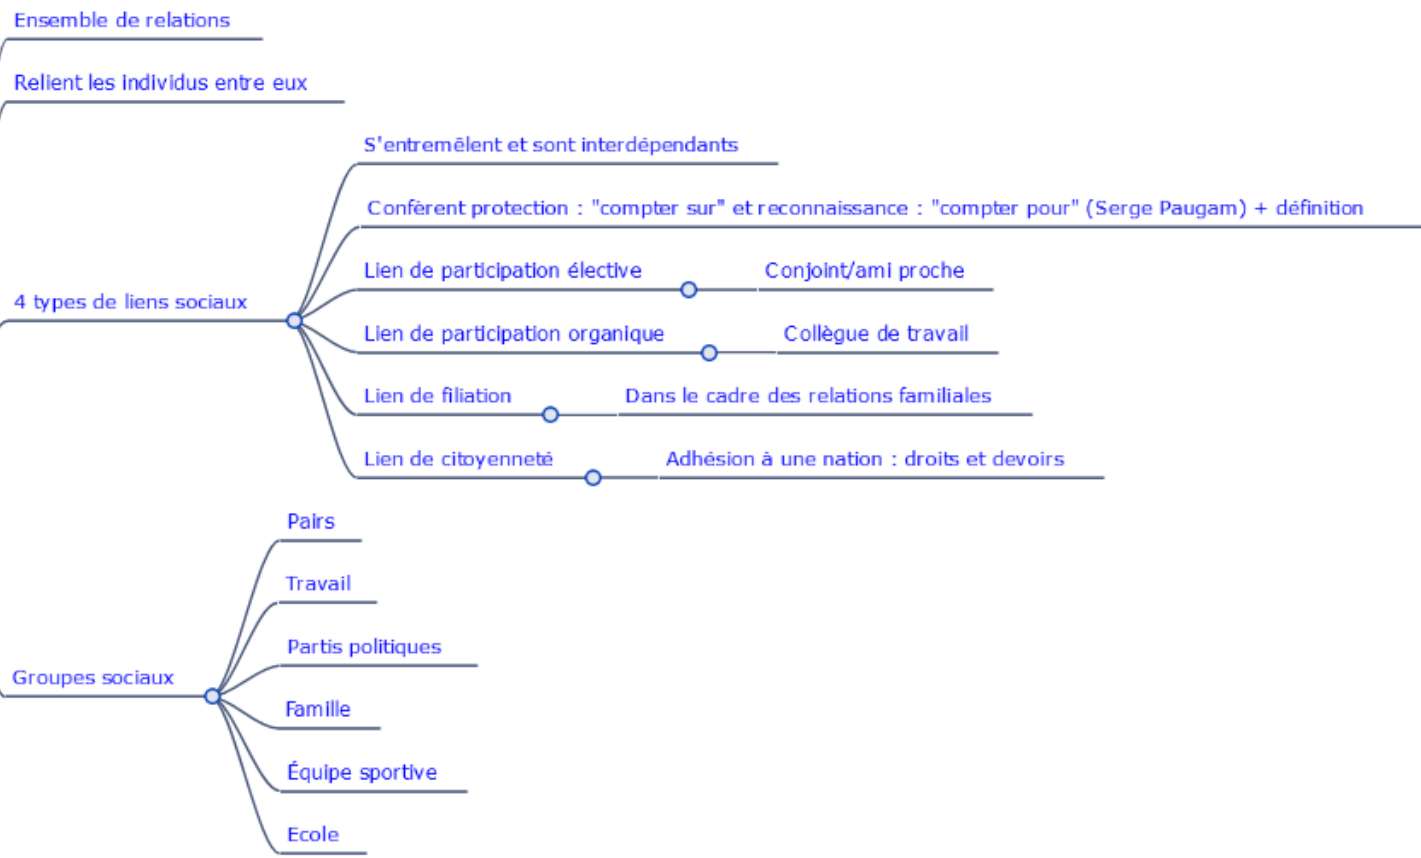 Ensemble de relations
Relient les individus entre eux
S'entremêlent et sont interdépendants
Confèrent protection : "compter sur" et reconnaissance : "compter pour" (Serge Paugam) + définition
Lien de participation élective
Conjoint/ami proche
4 types de liens sociaux
Lien de participation organique
Collègue de travail
Lien de filiation
Dans le cadre des relations familiales
Lien de citoyenneté
Adhésion à une nation : droits et devoirs
Pairs
Travail
Partis politiques
Groupes sociaux
Famille
Équipe sportive
Ecole